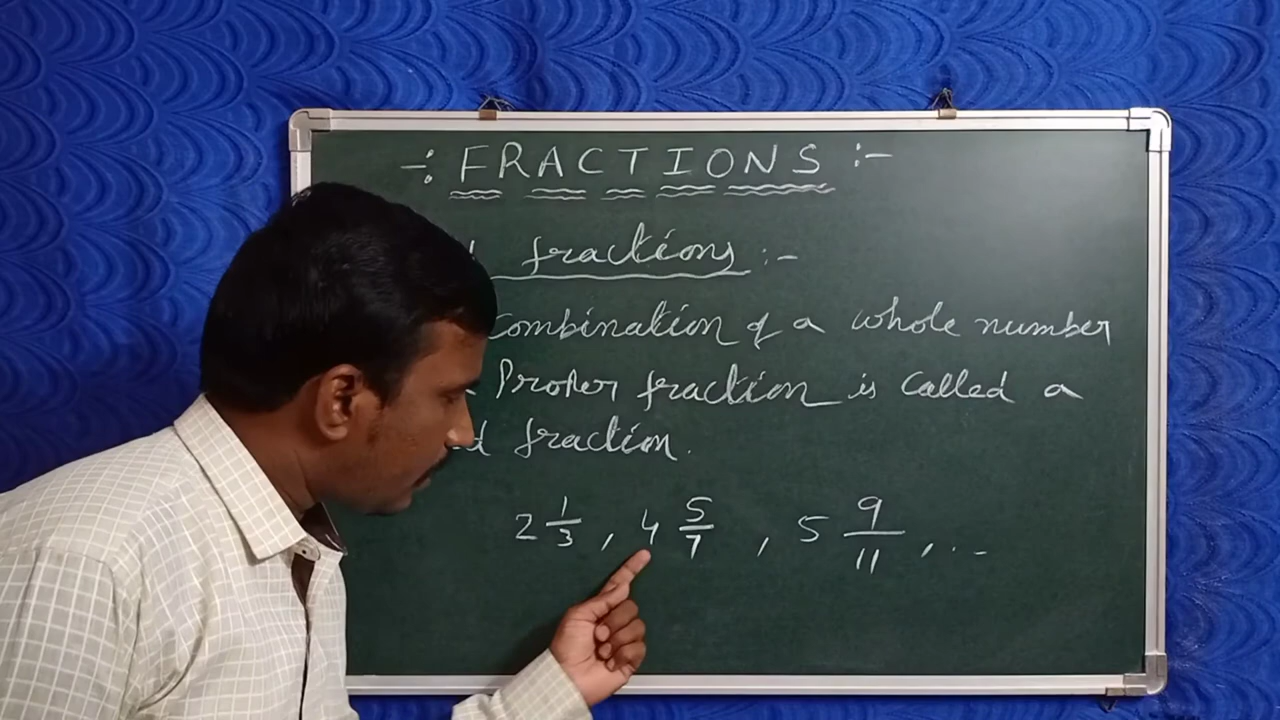 -: FRACTIONS :-
fractions :-
combination of a whole number
Proper fraction is called a
fraction.
2 1/3, 4 5/7, 5 9/11, ...